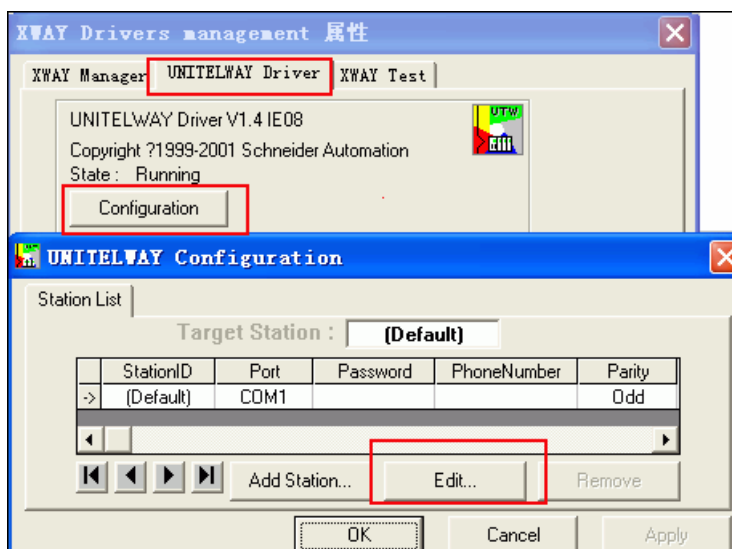 XWAY Drivers management 属性
XWAY Manager UNITELWAY Driver XWAY Test
UNITELWAY Driver V1.4 IE08
UTW
Copyright ?1999-2001 Schneider Automation
State : Running
Configuration
UNITELWAY Configuration
Station List
Target Station : (Default)
StationID Port Password PhoneNumber Parity
-> (Default) COM1 Odd
Add Station... Edit... Remove
OK Cancel Apply